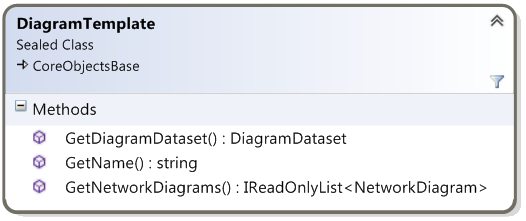 DiagramTemplate
Sealed Class
CoreObjectsBase
Methods
GetDiagramDataset() : DiagramDataset
GetName() : string
GetNetworkDiagrams() : IReadOnlyList<NetworkDiagram>